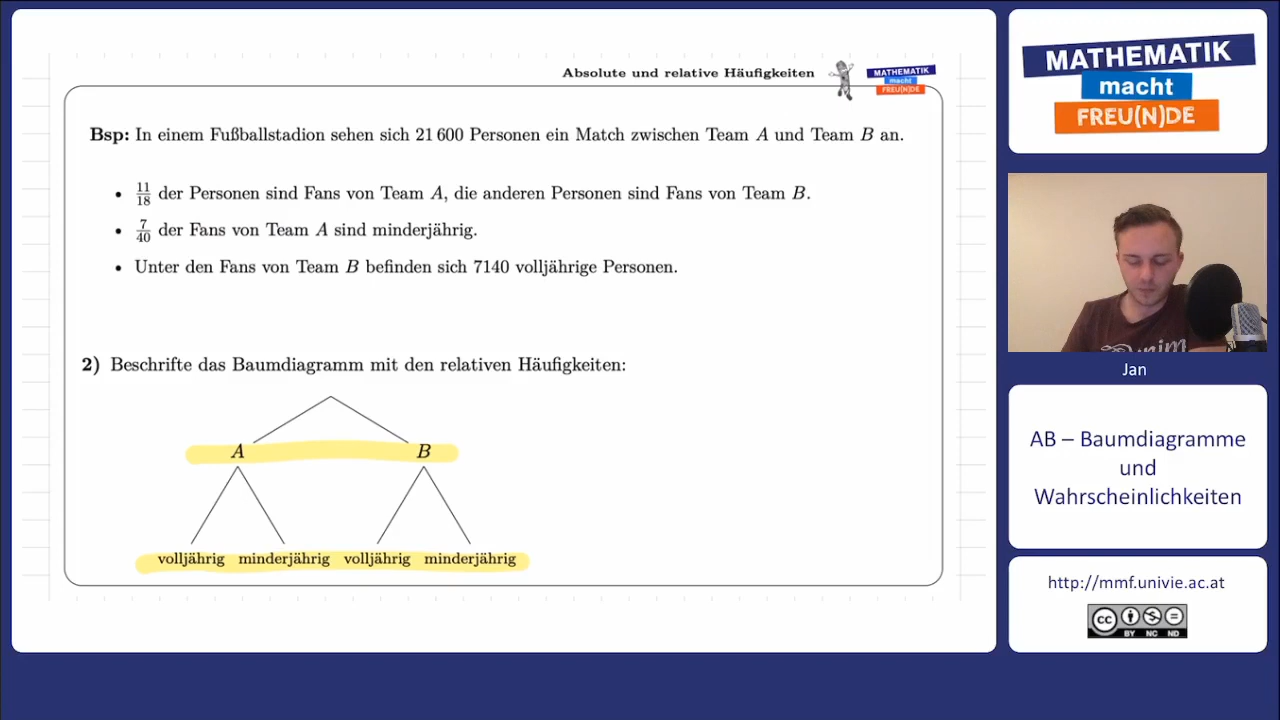 Absolute und relative Häufigkeiten
MATHEMATIK
macht
FREU(N)DE
Bsp: In einem Fußballstadion sehen sich 21 600 Personen ein Match zwischen Team A und Team B an.
• 11/18 der Personen sind Fans von Team A, die anderen Personen sind Fans von Team B.
• 7/40 der Fans von Team A sind minderjährig.
• Unter den Fans von Team B befinden sich 7140 volljährige Personen.
2) Beschrifte das Baumdiagramm mit den relativen Häufigkeiten:
A B
volljährig minderjährig volljährig minderjährig
MATHEMATIK
macht
FREU(N)DE
Jan
AB – Baumdiagramme
und
Wahrscheinlichkeiten
http://mmf.univie.ac.at
cc
BY NC ND